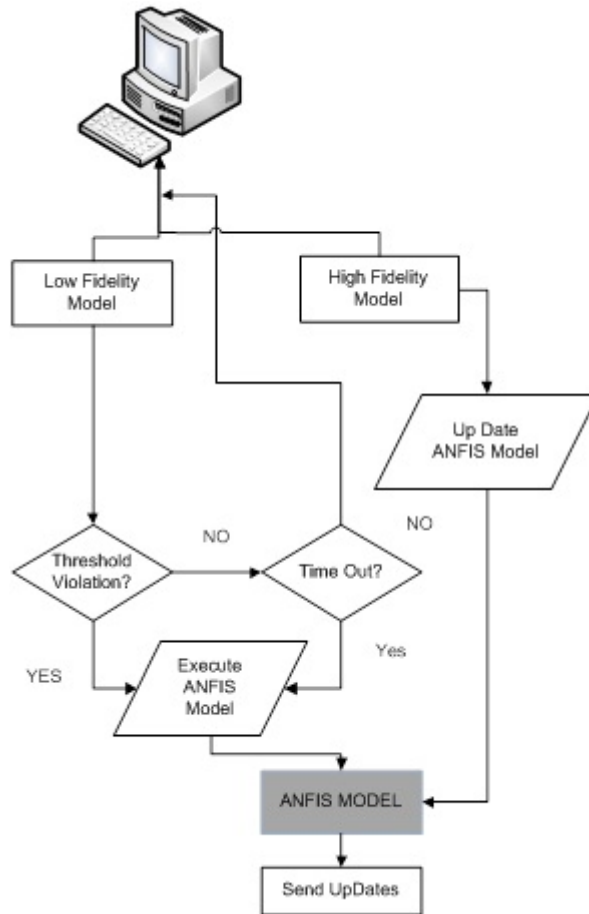 Low Fidelity
Model
High Fidelity
Model
Up Date
ANFIS Model
NO
NO
Threshold
Violation?
Time Out?
YES
Execute
ANFIS
Model
Yes
ANFIS MODEL
Send UpDates